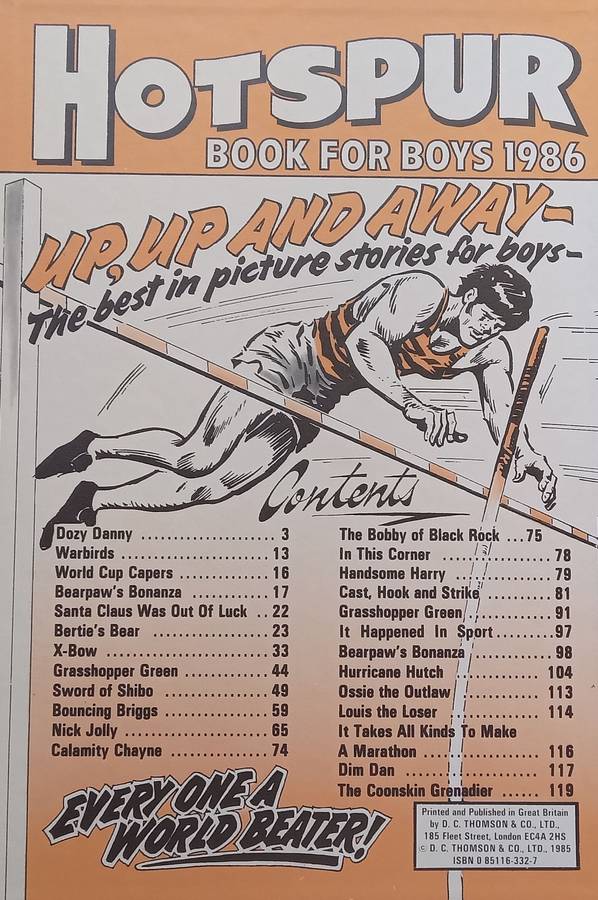 HOTSPUR
BOOK FOR BOYS 1986
UP, UP AND AWAY–
The best in picture stories for boys–
Contents
Dozy Danny ..................... 3
Warbirds ........................ 13
World Cup Capers .............. 16
Bearpaw's Bonanza ............ 17
Santa Claus Was Out Of Luck .. 22
Bertie's Bear .................... 23
X-Bow ........................... 33
Grasshopper Green ............. 44
Sword of Shibo ................. 49
Bouncing Briggs ................ 59
Nick Jolly ....................... 65
Calamity Chayne ................ 74
The Bobby of Black Rock ...75
In This Corner ................ 78
Handsome Harry ............... 79
Cast, Hook and Strike .......... 81
Grasshopper Green ............ 91
It Happened In Sport.........97
Bearpaw's Bonanza ............ 98
Hurricane Hutch .............. 104
Ossie the Outlaw ............. 113
Louis the Loser ............... 114
It Takes All Kinds To Make
A Marathon .................... 116
Dim Dan ...................... 117
The Coonskin Grenadier ...... 119
EVERY ONE A
WORLD BEATER!
Printed and Published in Great Britain
by D. C. THOMSON & CO., LTD.,
185 Fleet Street, London EC4A 2HS
© D. C. THOMSON & CO., LTD., 1985
ISBN 0 85116-332-7